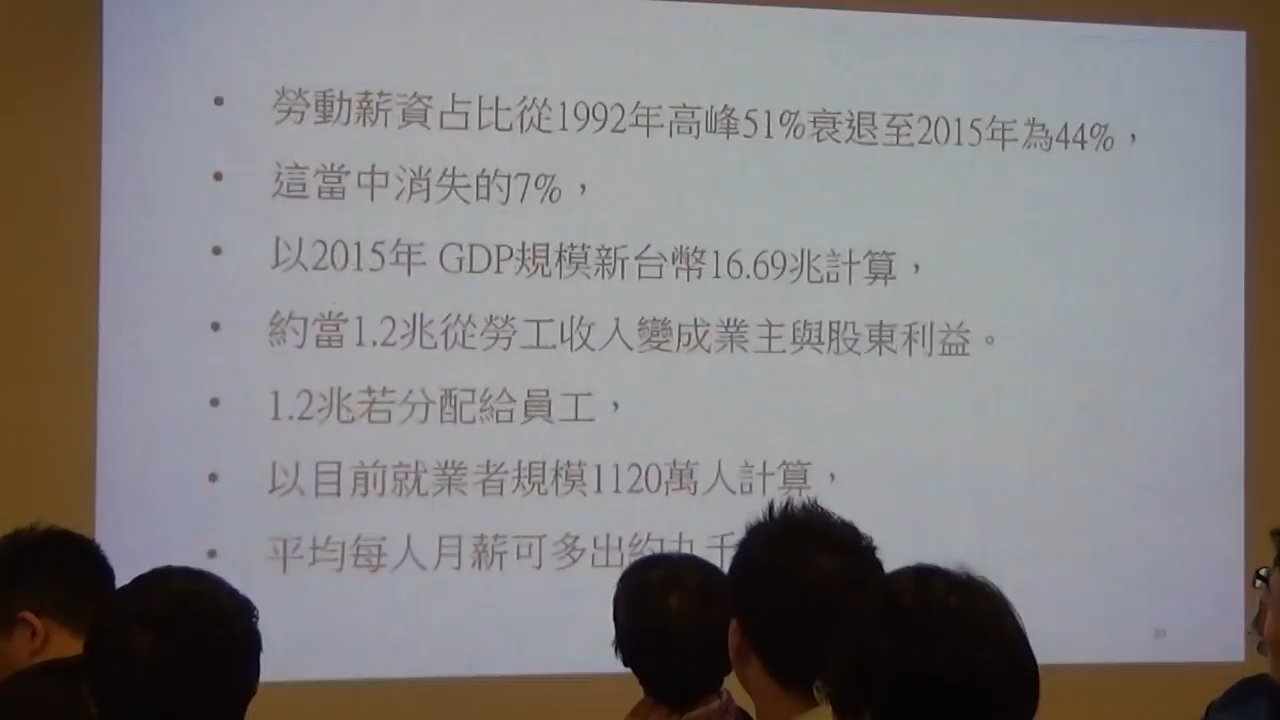 • 勞動薪資占比從1992年高峰51%衰退至2015年為44%，
• 這當中消失的7%，
• 以2015年 GDP規模新台幣16.69兆計算，
• 約當1.2兆從勞工收入變成業主與股東利益。
• 1.2兆若分配給員工，
• 以目前就業者規模1120萬人計算，
• 平均每人月薪可多出約九千